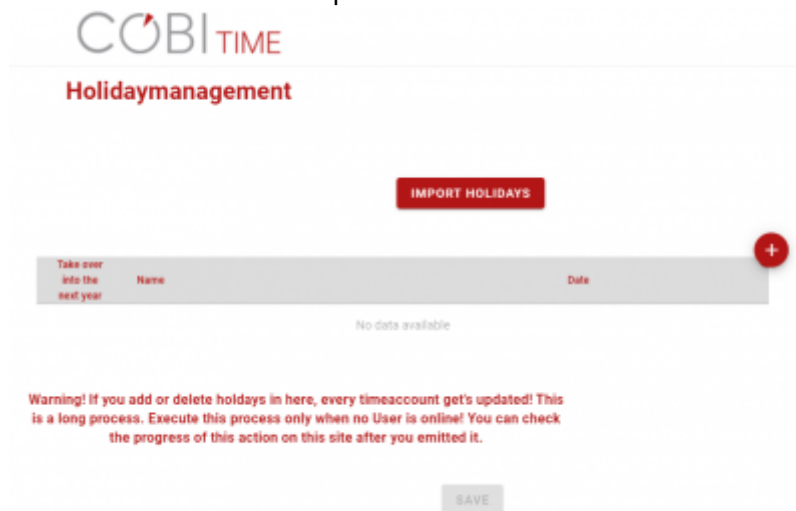 COBI TIME
Holidaymanagement
IMPORT HOLIDAYS
+
Take over
into the
next year
Name
Date
No data available
Warning! If you add or delete holdays in here, every timeaccount get's updated! This
is a long process. Execute this process only when no User is online! You can check
the progress of this action on this site after you emitted it.
SAVE